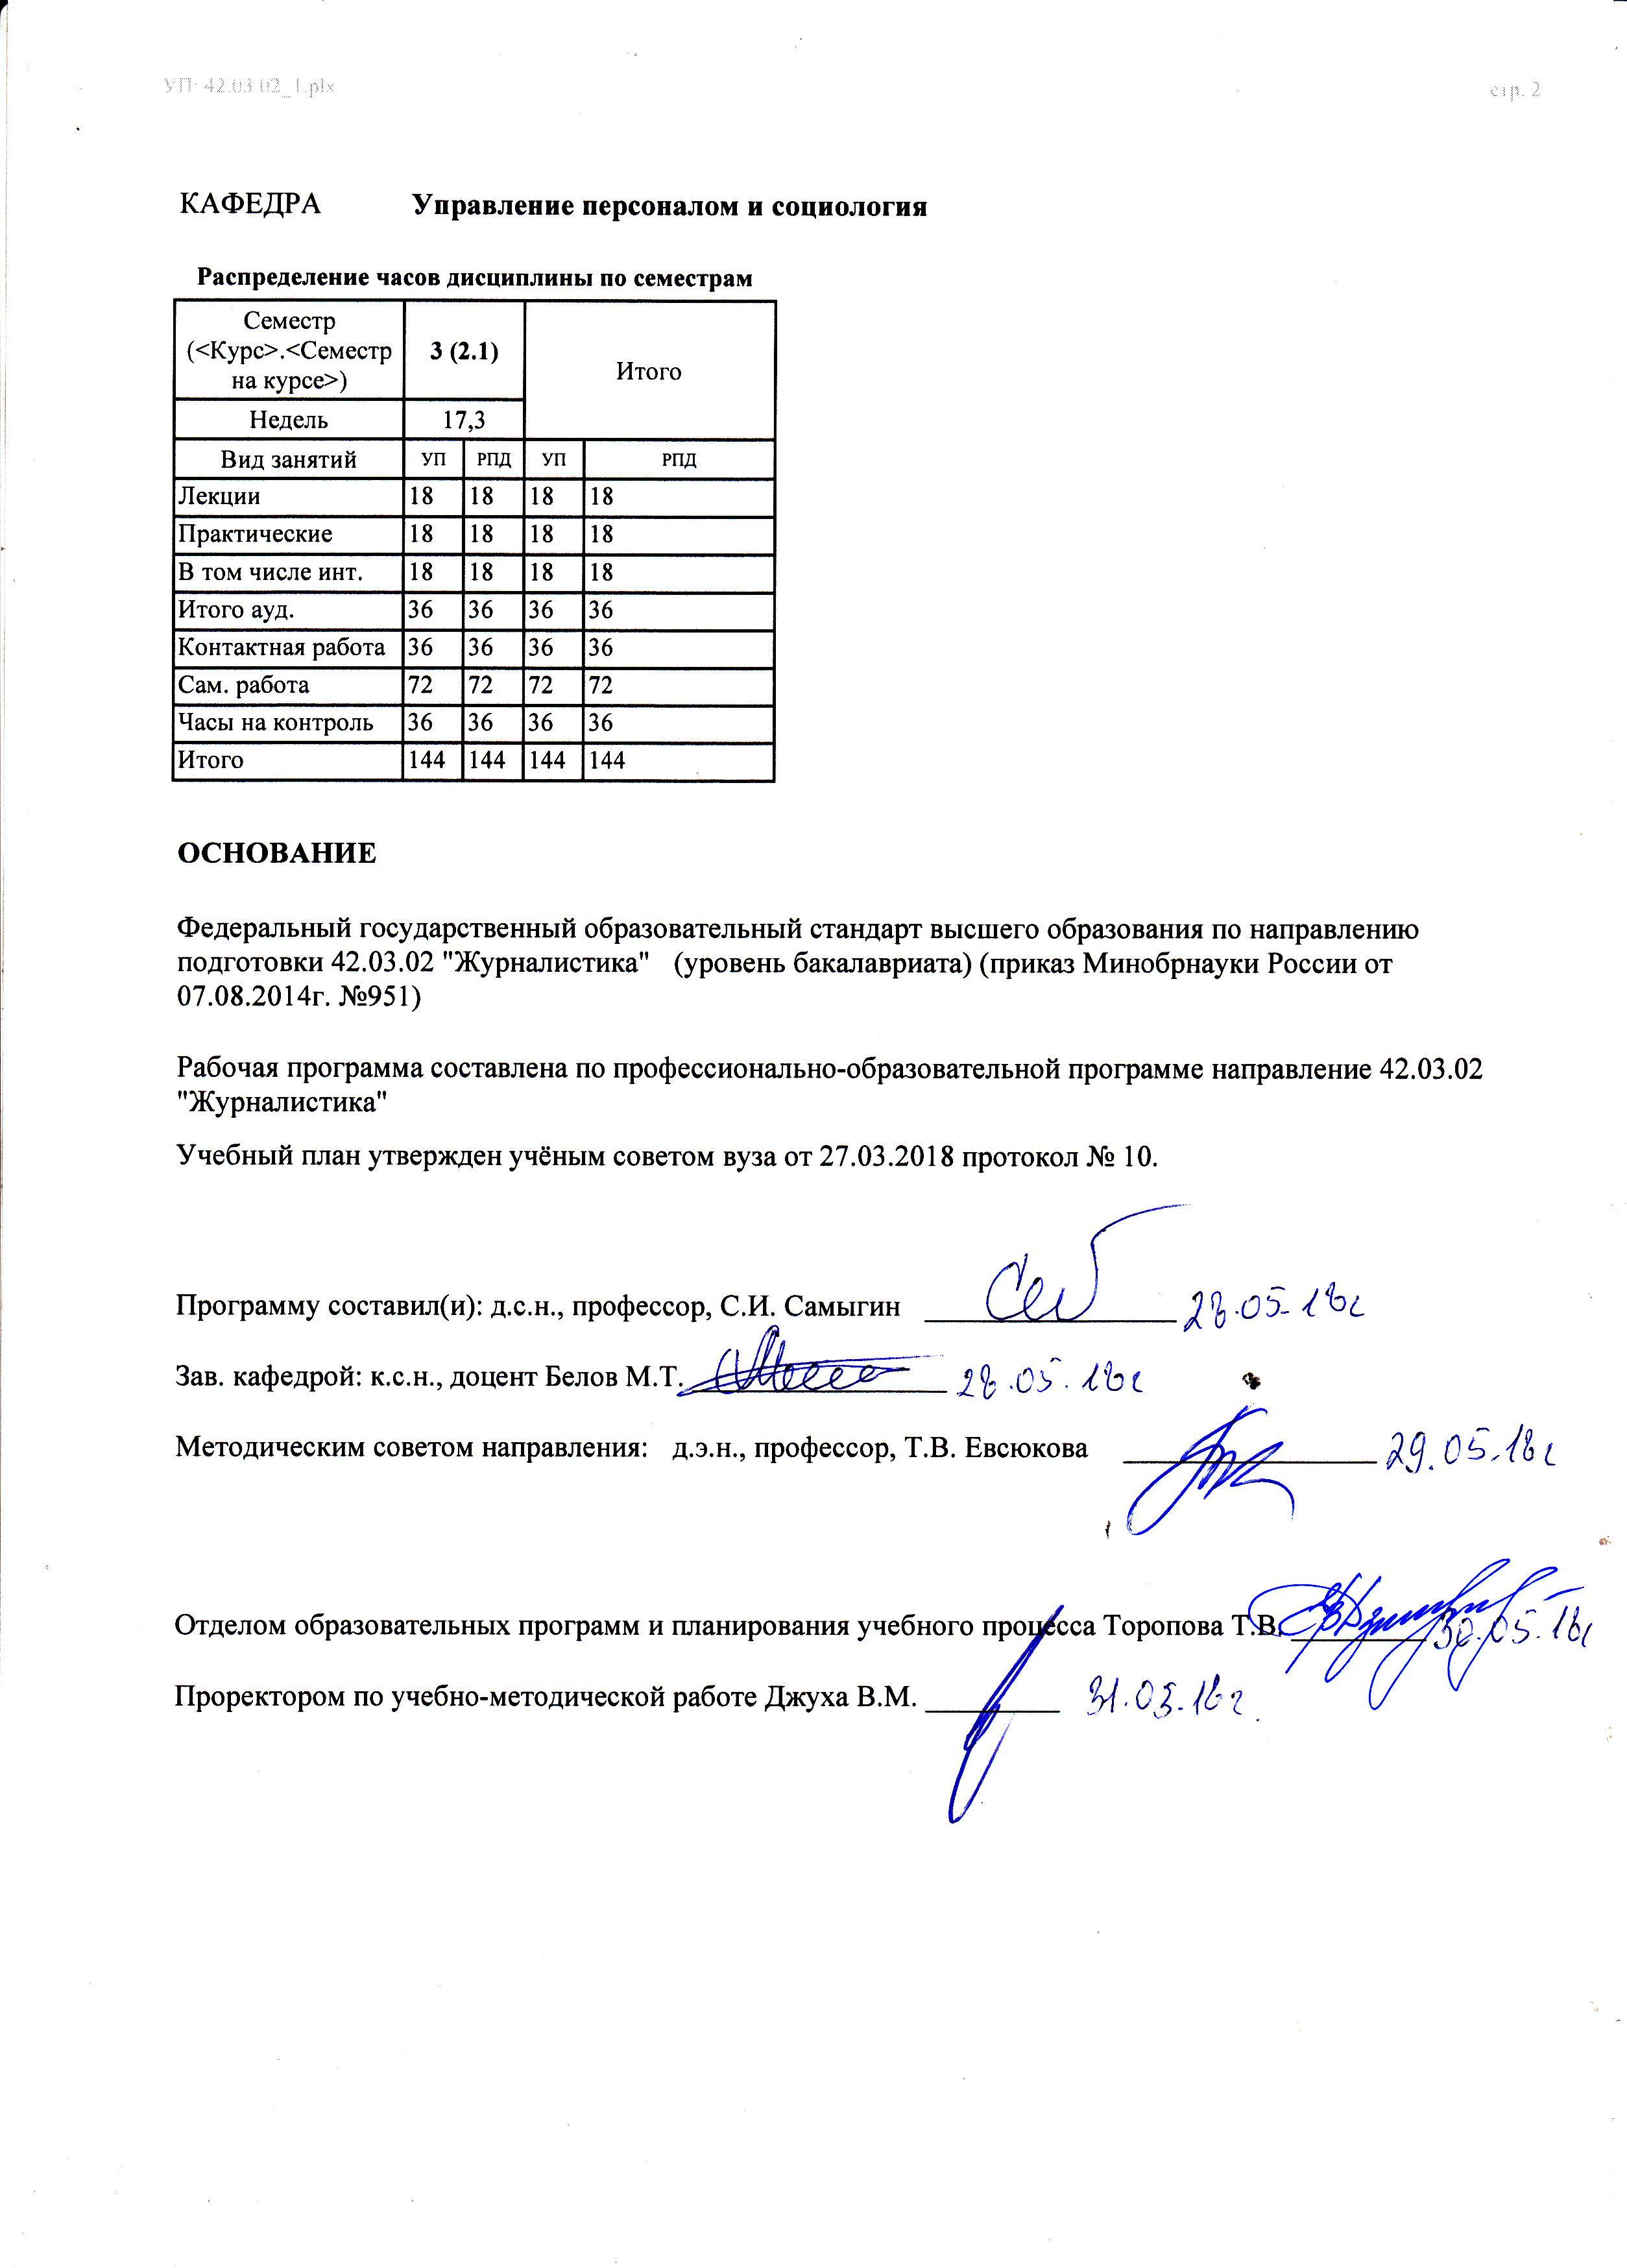 УП: 42.03.02_1.plx
стр. 2
КАФЕДРА Управление персоналом и социология
Распределение часов дисциплины по семестрам
Семестр
(<Курс>.<Семестр
на курсе>)
3 (2.1)
Итого
Недель 17,3
Вид занятий УП РПД УП РПД
Лекции 18 18 18 18
Практические 18 18 18 18
В том числе инт. 18 18 18 18
Итого ауд. 36 36 36 36
Контактная работа 36 36 36 36
Сам. работа 72 72 72 72
Часы на контроль 36 36 36 36
Итого 144 144 144 144
ОСНОВАНИЕ
Федеральный государственный образовательный стандарт высшего образования по направлению
подготовки 42.03.02 "Журналистика" (уровень бакалавриата) (приказ Минобрнауки России от
07.08.2014г. №951)
Рабочая программа составлена по профессионально-образовательной программе направление 42.03.02
"Журналистика"
Учебный план утвержден учёным советом вуза от 27.03.2018 протокол № 10.
Программу составил(и): д.с.н., профессор, С.И. Самыгин 28.05.18г
Зав. кафедрой: к.с.н., доцент Белов М.Т. 28.05.18г
Методическим советом направления: д.э.н., профессор, Т.В. Евсюкова 29.05.18г
Отделом образовательных программ и планирования учебного процесса Торопова Т.В. 30.05.18г
Проректором по учебно-методической работе Джуха В.М. 31.05.18г.